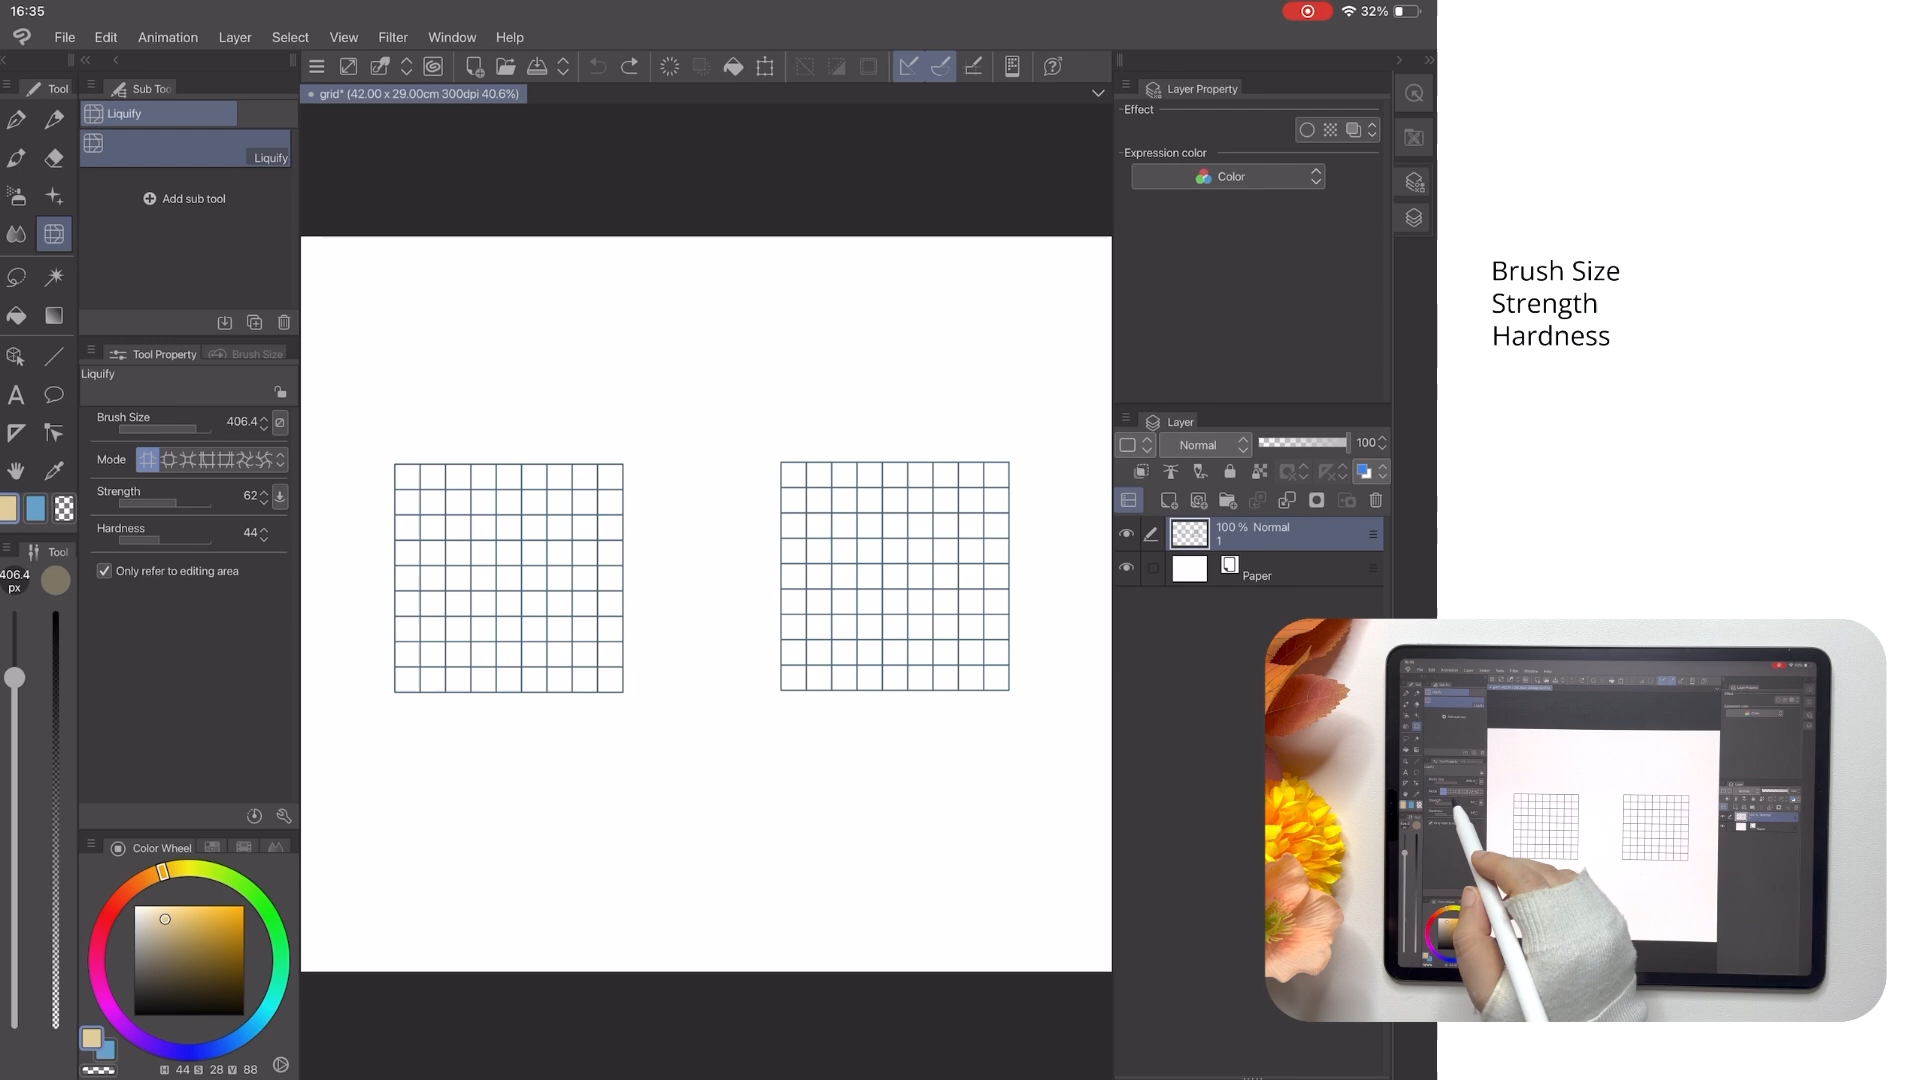 16:35
32%
File Edit Animation Layer Select View Filter Window Help
Tool
Sub Too
grid* (42.00 x 29.00cm 300dpi 40.6%)
Liquify
Liquify
Add sub tool
Tool Property
Brush Size
Liquify
Brush Size 406.4
Mode
Strength 62
Hardness 44
Only refer to editing area
Tool
406.4
px
Color Wheel
H 44 S 28 V 88
Layer Property
Effect
Expression color
Color
Layer
Normal 100
100 % Normal
1
Paper
Brush Size
Strength
Hardness